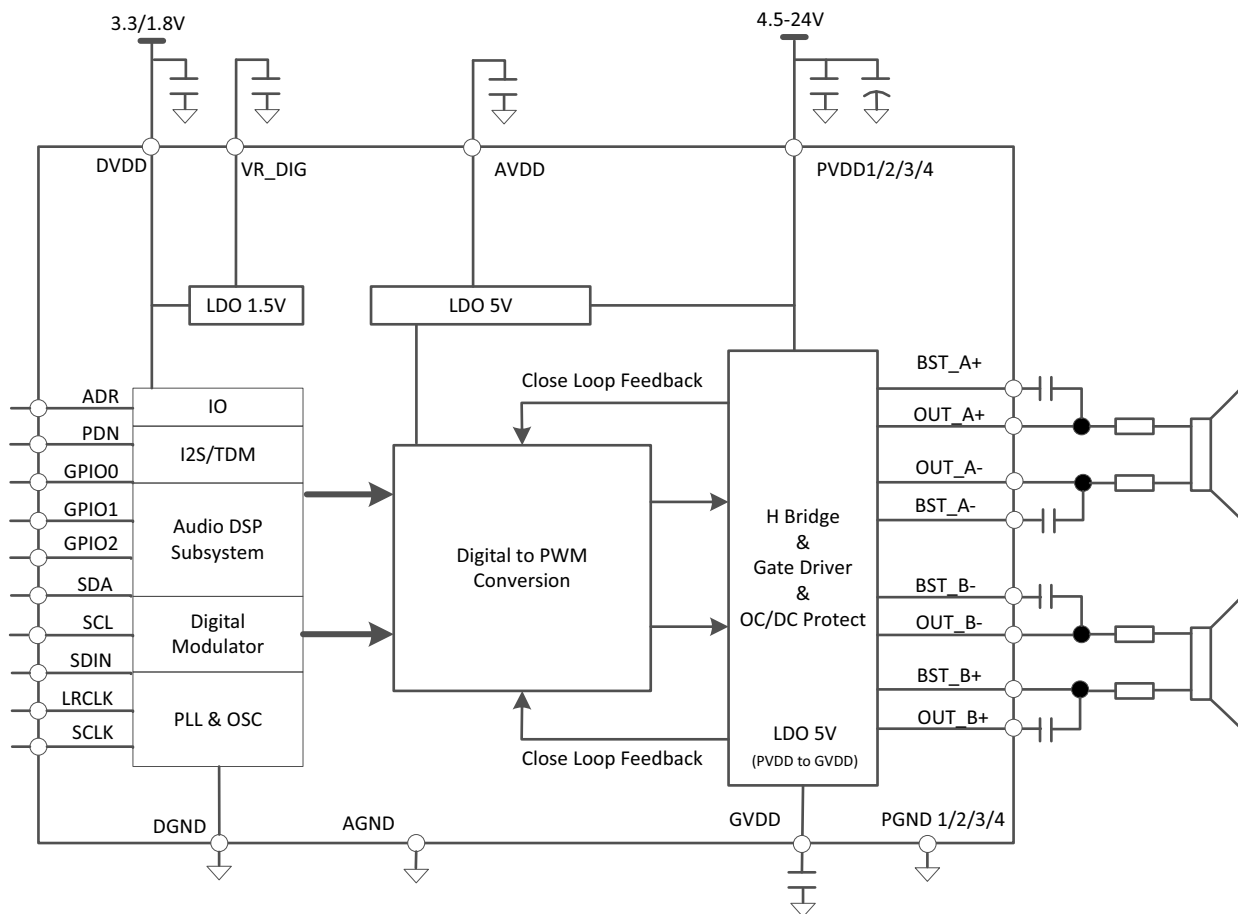 3.3/1.8V
4.5-24V
DVDD
VR_DIG
AVDD
PVDD1/2/3/4
LDO 1.5V
LDO 5V
ADR
PDN
GPIO0
GPIO1
GPIO2
SDA
SCL
SDIN
LRCLK
SCLK
IO
I2S/TDM
Audio DSP
Subsystem
Digital
Modulator
PLL & OSC
Close Loop Feedback
Digital to PWM
Conversion
Close Loop Feedback
H Bridge
&
Gate Driver
&
OC/DC Protect
LDO 5V
(PVDD to GVDD)
BST_A+
OUT_A+
OUT_A-
BST_A-
BST_B-
OUT_B-
BST_B+
OUT_B+
DGND
AGND
GVDD
PGND 1/2/3/4